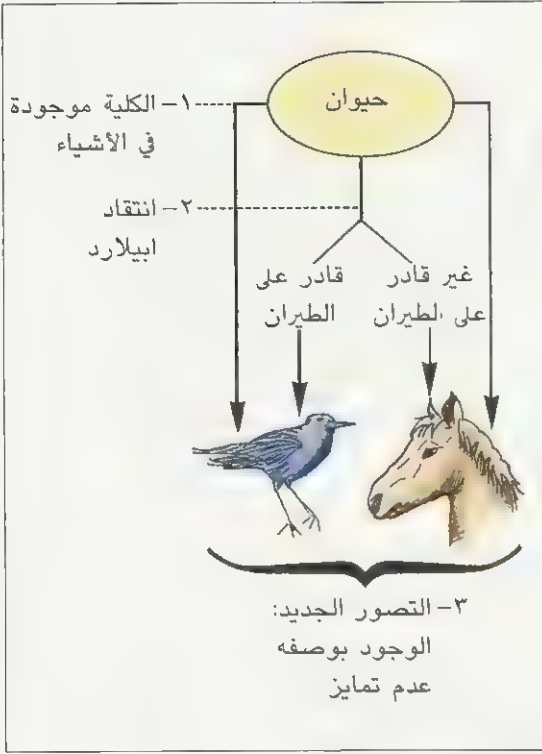 حيوان
١- الكلية موجودة
في الأشياء
٢- انتقاد
ابيلارد
غير قادر
على الطيران
قادر على
الطيران
٣- التصور الجديد:
الوجود بوصفه
عدم تمايز